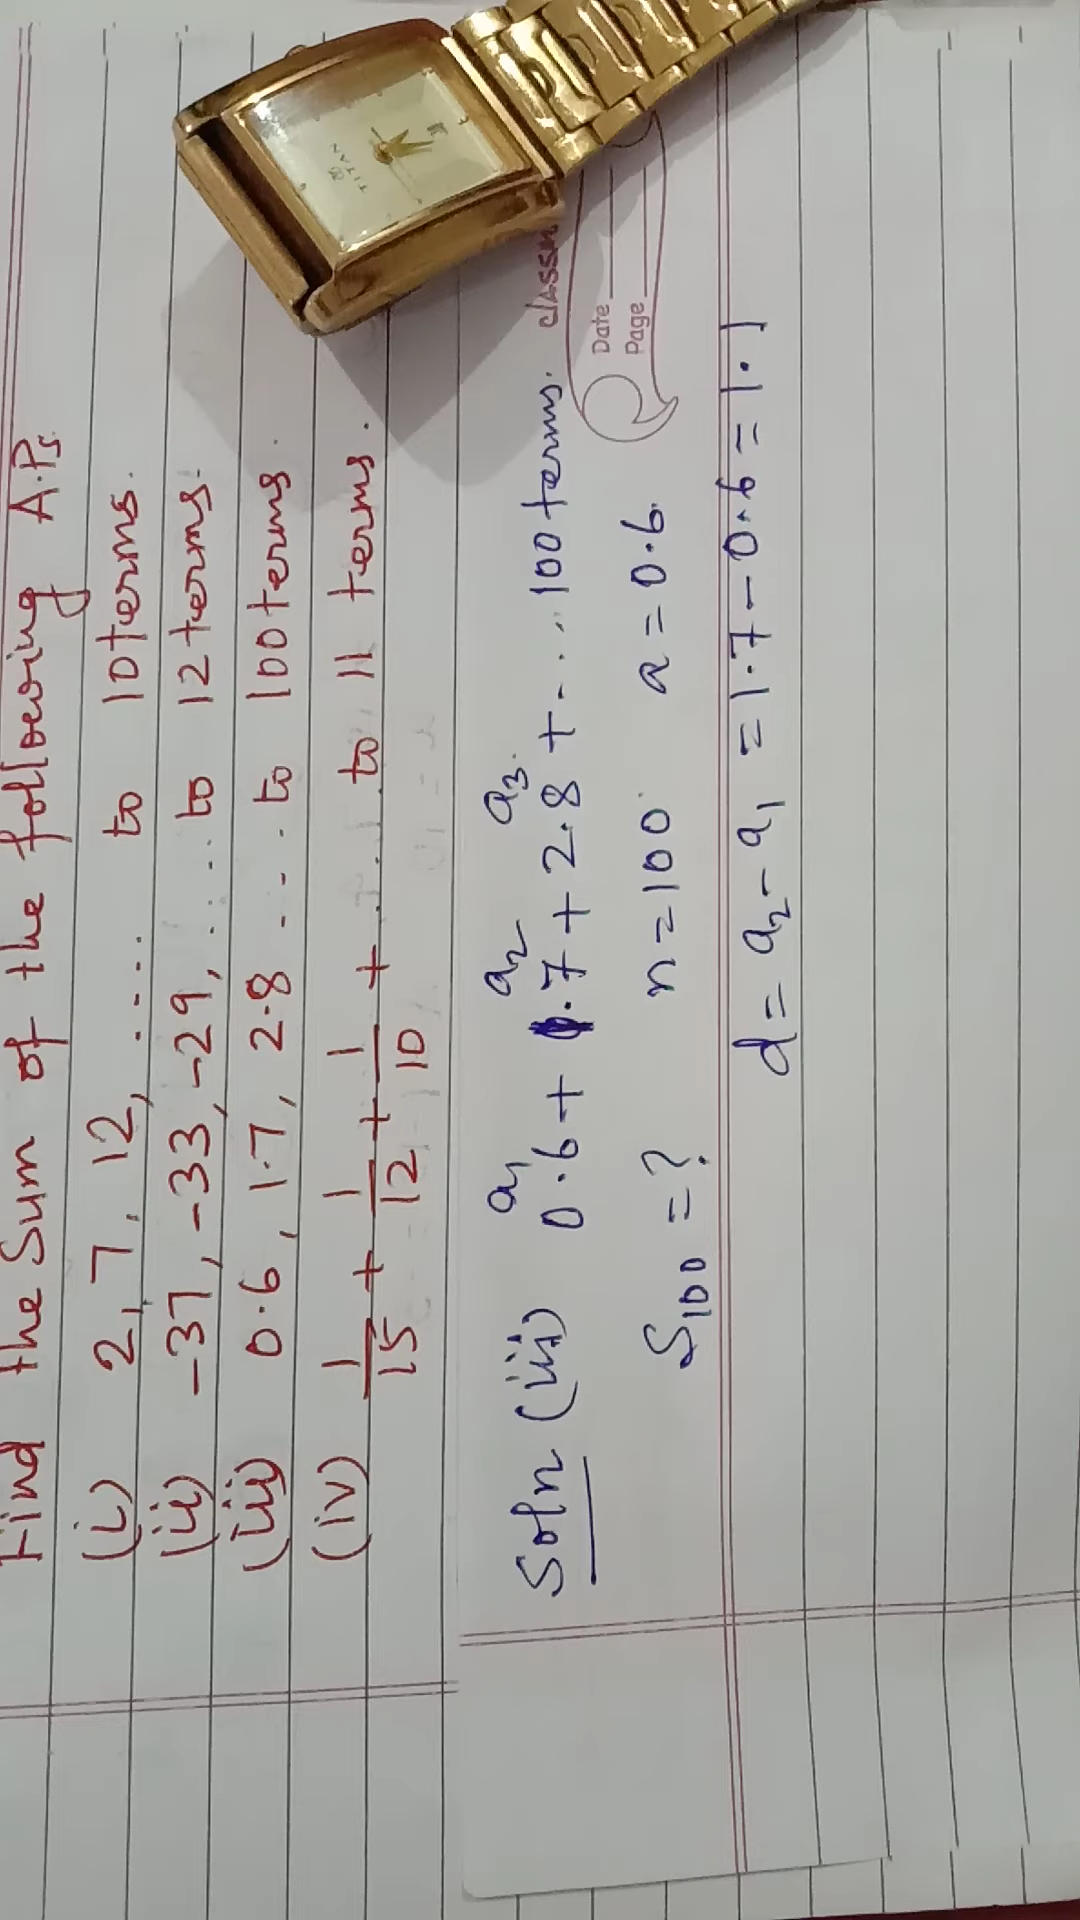 Find the Sum of the following A.Ps
(i) 2, 7, 12, ..... to 10 terms.
(ii) -37, -33, -29, ..... to 12 terms.
(iii) 0.6, 1.7, 2.8 .... to 100 terms.
(iv) 1/15 + 1/12 + 1/10 + ..... to 11 terms.
TITAN
classm
Date
Page
a1 a2 a3.
Soln (iii) 0.6 + 1.7 + 2.8 + .... 100 terms.
S100 = ? n = 100 a = 0.6
d = a2 - a1 = 1.7 - 0.6 = 1.1